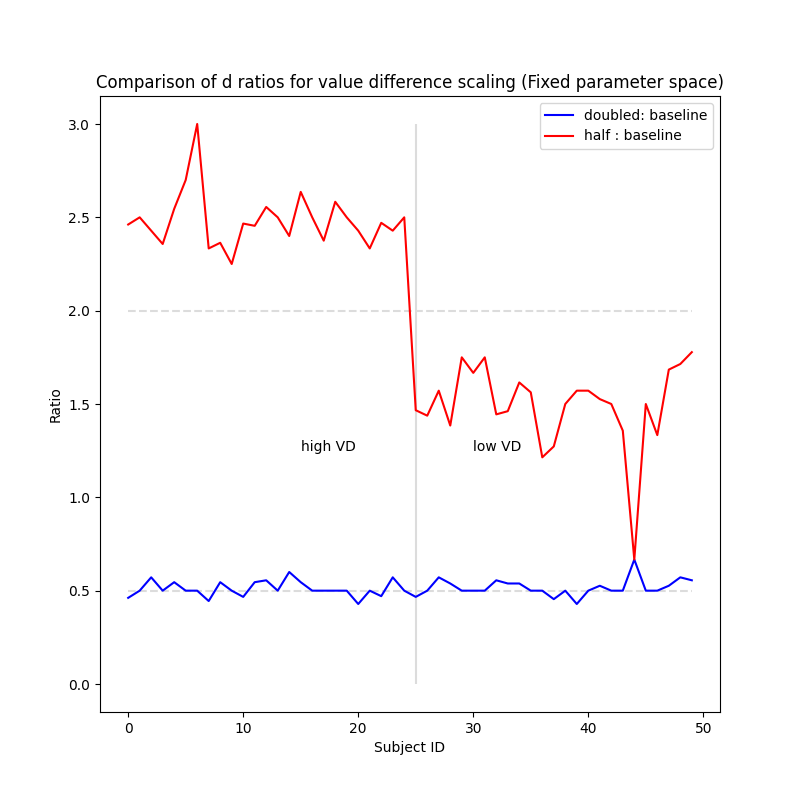 Comparison of d ratios for value difference scaling (Fixed parameter space)
doubled: baseline
half : baseline
3.0
2.5
2.0
1.5
1.0
0.5
0.0
Ratio
high VD
low VD
0
10
20
30
40
50
Subject ID